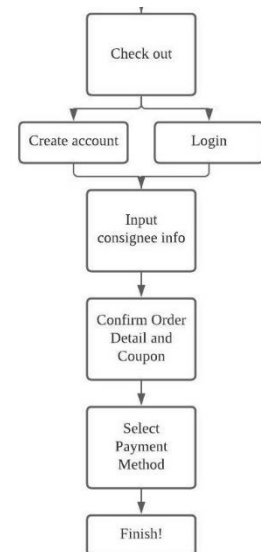 Check out
Create account
Login
Input
consignee info
Confirm Order
Detail and
Coupon
Select
Payment
Method
Finish!